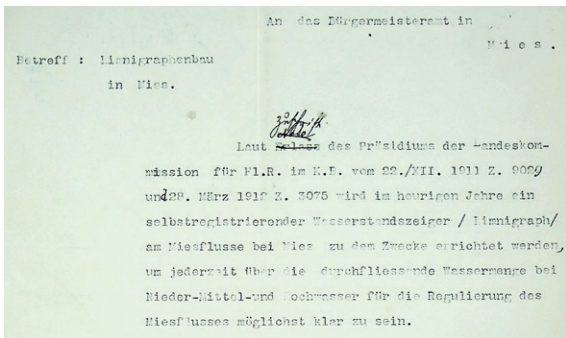 An das Bürgermeisteramt in
Mies.
Betreff : Limnigraphenbau
in Mies.
Zuschrift
Laut Erlass des Präsidiums der Landeskom-
mission für Fl.R. im K.B. vom 22./XII. 1911 Z. 9029
und 28. März 1912 Z. 3075 wird im heurigen Jahre ein
selbstregistrierender Wasserstandszeiger / Limnigraph/
am Miesflusse bei Mies zu dem Zwecke errichtet werden,
um jederzeit über die durchfliessende Wassermenge bei
Nieder-Mittel-und Hochwasser für die Regulierung des
Miesflusses möglichst klar zu sein.